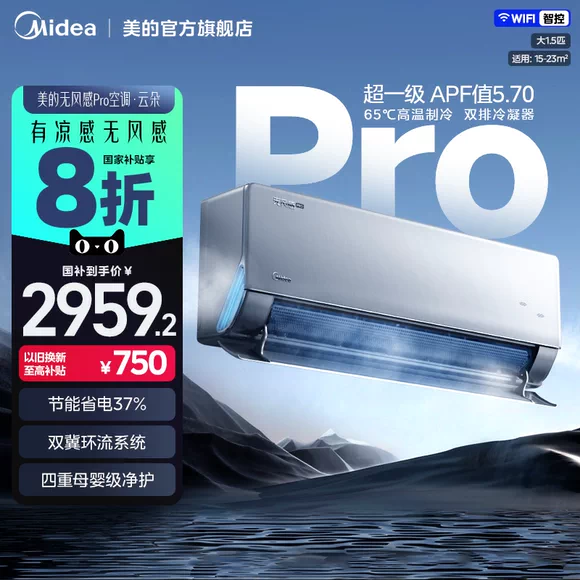 Midea 美的官方旗舰店
WIFI 智控
大1.5匹
适用: 15-23m²
美的无风感Pro空调·云朵
有凉感无风感
国家补贴享
8折
国补到手价¥
2959.2
以旧换新
至高补贴
¥750
节能省电37%
双翼环流系统
四重母婴级净护
超一级 APF值5.70
65℃高温制冷 双排冷凝器
Pro
Midea